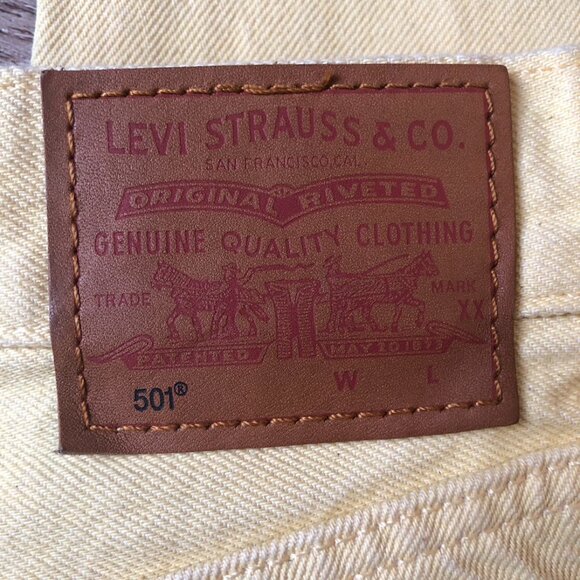 LEVI STRAUSS & CO.
SAN FRANCISCO, CAL.
ORIGINAL RIVETED
GENUINE QUALITY CLOTHING
TRADE MARK
XX
PATENTED MAY 20 1873
501® W L